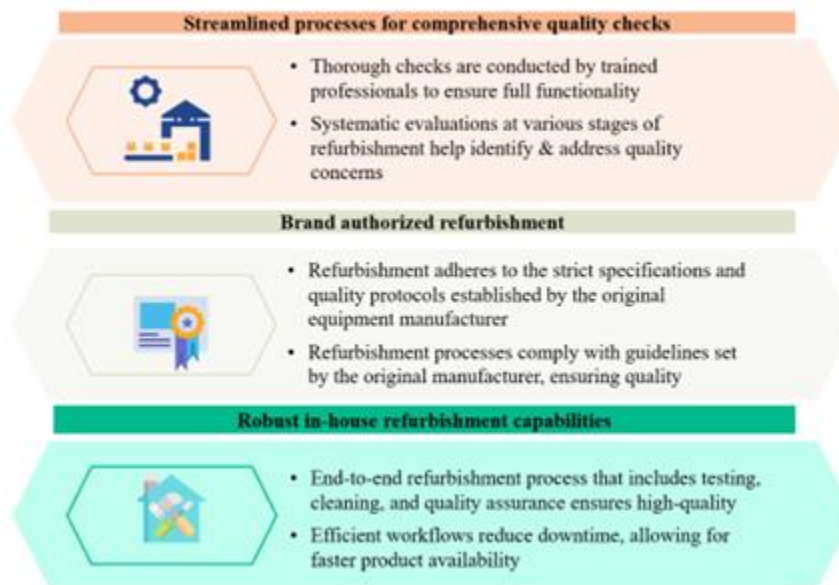 Streamlined processes for comprehensive quality checks
• Thorough checks are conducted by trained
professionals to ensure full functionality
• Systematic evaluations at various stages of
refurbishment help identify & address quality
concerns
Brand authorized refurbishment
• Refurbishment adheres to the strict specifications and
quality protocols established by the original
equipment manufacturer
• Refurbishment processes comply with guidelines set
by the original manufacturer, ensuring quality
Robust in-house refurbishment capabilities
• End-to-end refurbishment process that includes testing,
cleaning, and quality assurance ensures high-quality
• Efficient workflows reduce downtime, allowing for
faster product availability